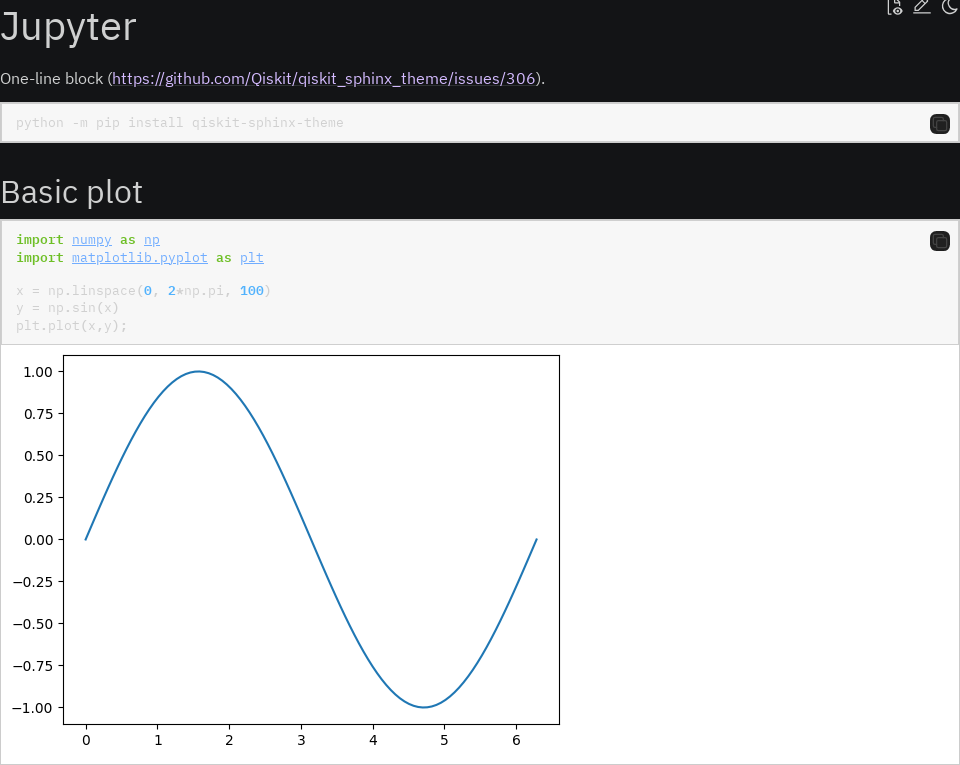 Jupyter
One-line block (https://github.com/Qiskit/qiskit_sphinx_theme/issues/306).
python -m pip install qiskit-sphinx-theme
Basic plot
import numpy as np
import matplotlib.pyplot as plt
x = np.linspace(0, 2*np.pi, 100)
y = np.sin(x)
plt.plot(x,y);
1.00
0.75
0.50
0.25
0.00
−0.25
−0.50
−0.75
−1.00
0 1 2 3 4 5 6